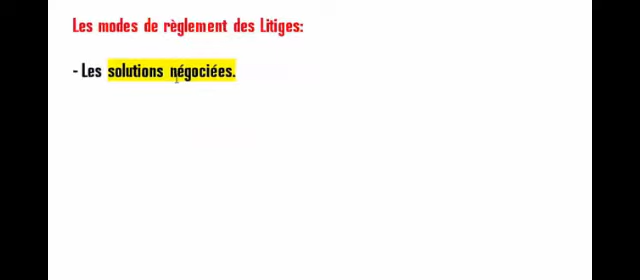 Les modes de règlement des Litiges:
- Les solutions négociées.